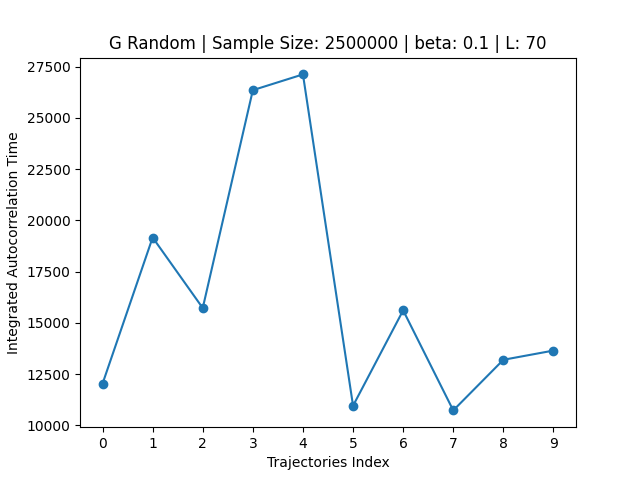 G Random | Sample Size: 2500000 | beta: 0.1 | L: 70
Integrated Autocorrelation Time
27500
25000
22500
20000
17500
15000
12500
10000
0 1 2 3 4 5 6 7 8 9
Trajectories Index